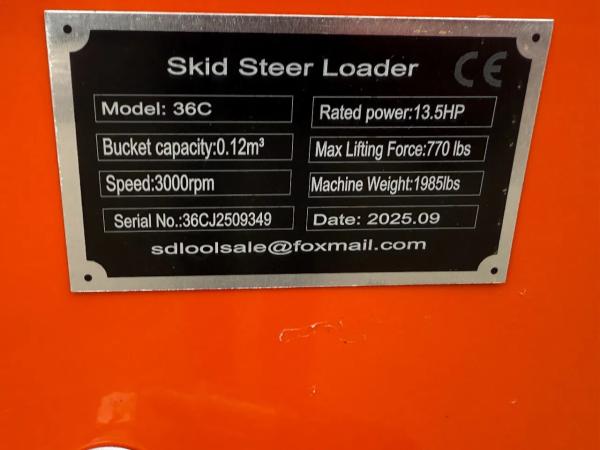 Skid Steer Loader CE
Model: 36C
Rated power:13.5HP
Bucket capacity:0.12m³
Max Lifting Force:770 lbs
Speed:3000rpm
Machine Weight:1985lbs
Serial No.:36CJ2509349
Date: 2025.09
sdloolsale@foxmail.com